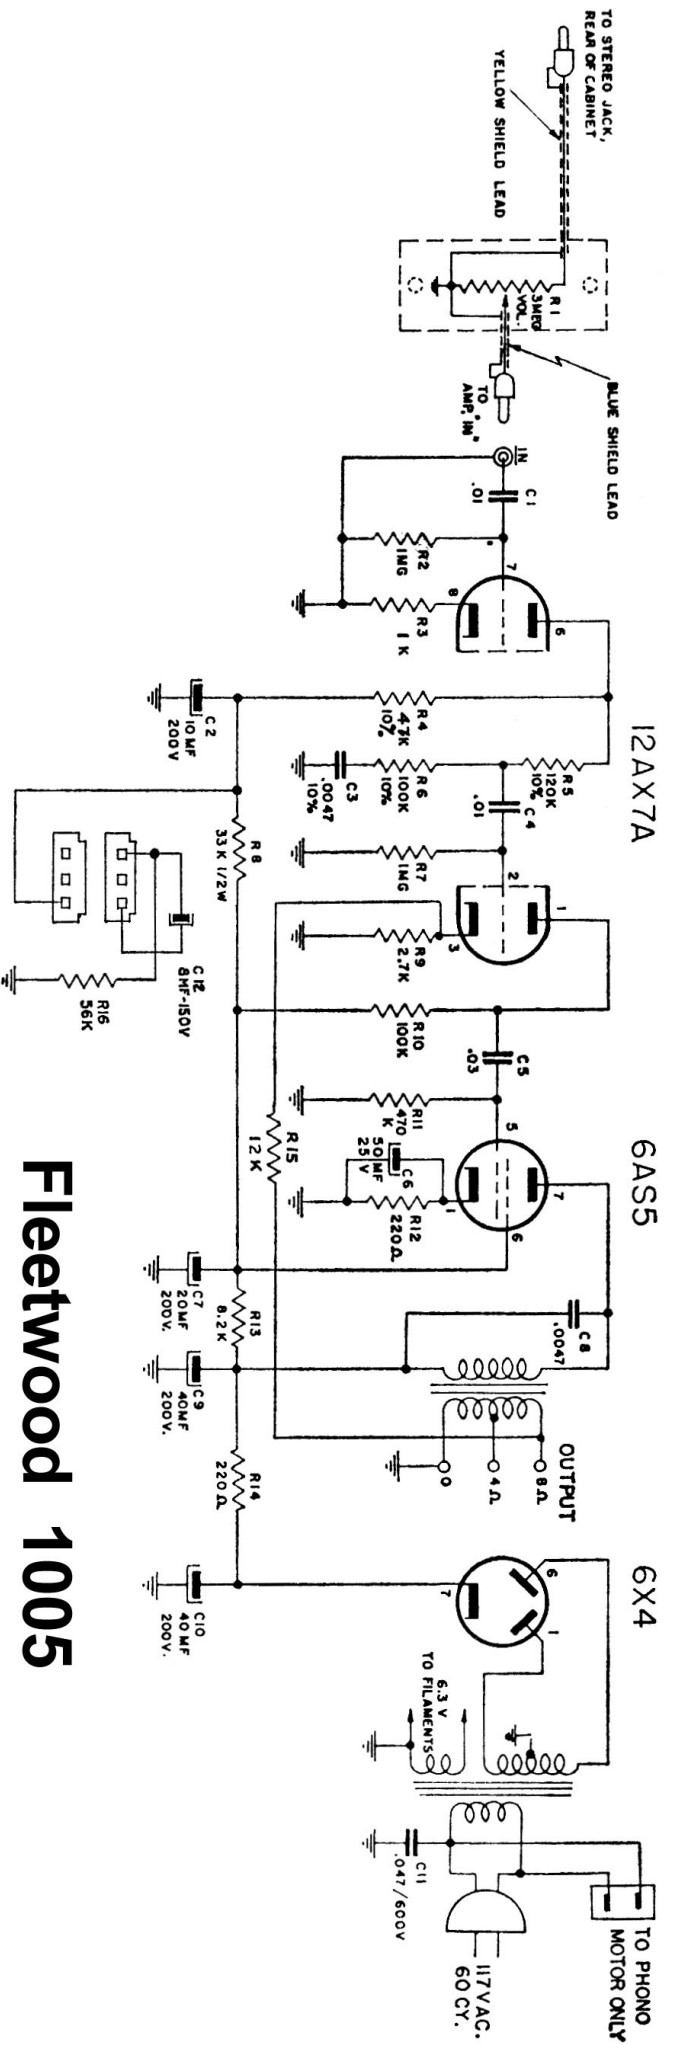 12AX7A
6AS5
6X4
TO STEREO JACK,
REAR OF CABINET
YELLOW SHIELD LEAD
R1
3MEG
VOL.
BLUE SHIELD LEAD
TO
AMP, "IN"
IN
C1
.01
R2
1MG
7
8
6
R3
1K
R4
47K
10%
C2
10 MF
200V
R5
120K
10%
R6
100K
10%
C3
.0047
10%
C4
.01
R7
1MG
R8
33K 1/2W
2
1
3
R9
2.7K
C12
8MF-150V
R16
56K
R10
100K
C5
.03
R11
470
K
R15
12K
5
7
6
1
C6
50MF
25V
R12
220Ω
C7
20MF
200V.
R13
8.2K
C8
.0047
C9
40MF
200V.
OUTPUT
8Ω
4Ω
0
R14
220Ω
C10
40MF
200V.
6
1
7
6.3 V
TO FILAMENTS
C11
.047/600V
117VAC.
60CY.
TO PHONO
MOTOR ONLY
Fleetwood 1005